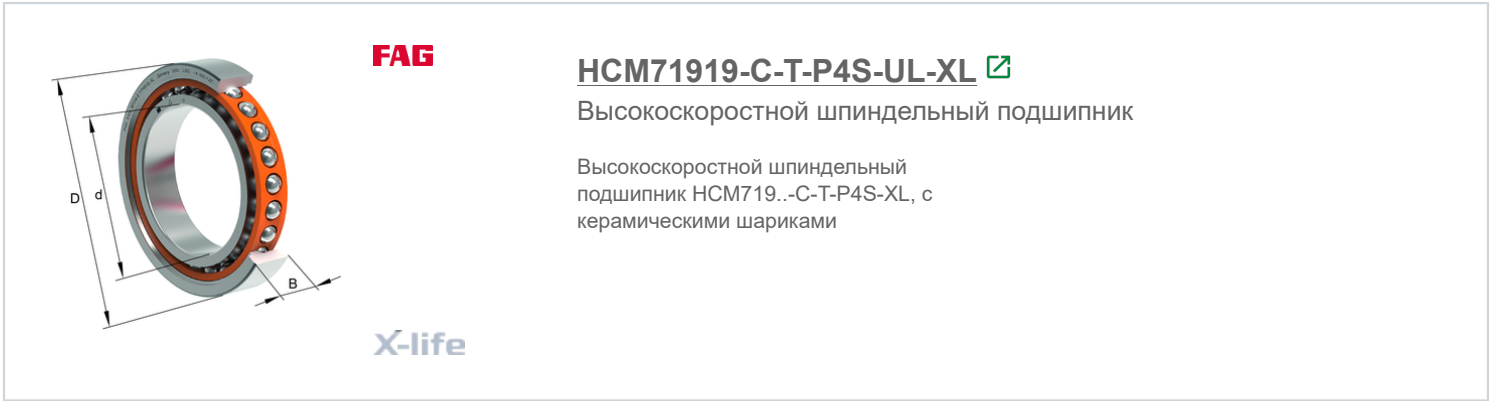 FAG
HCM71919-C-T-P4S-UL-XL
Высокоскоростной шпиндельный подшипник
Высокоскоростной шпиндельный
подшипник HCM719..-C-T-P4S-XL, с
керамическими шариками
D
d
B
X-life